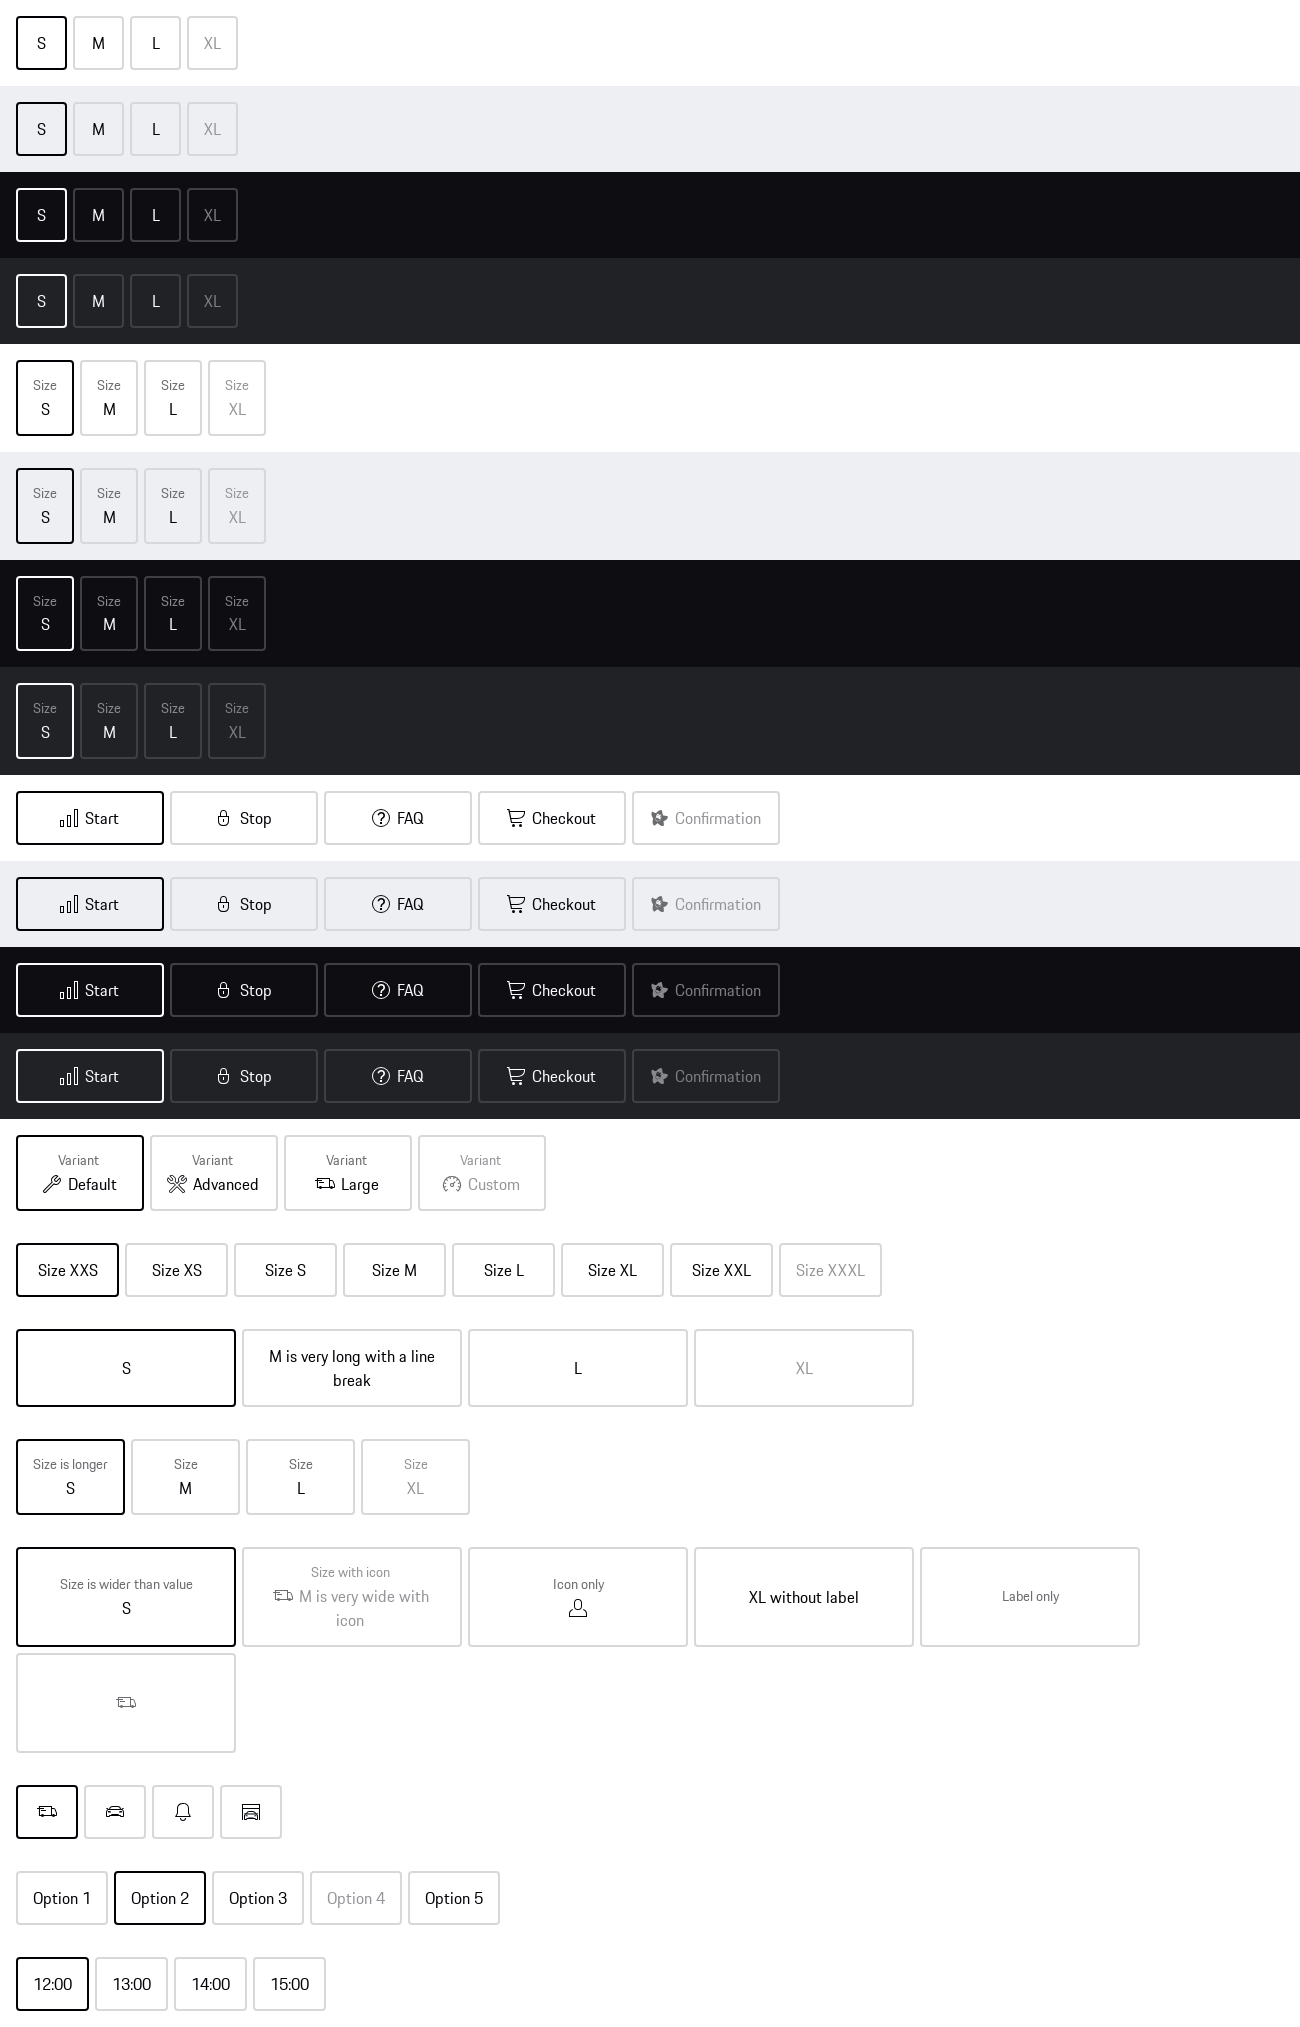 S M L XL
S M L XL
S M L XL
S M L XL
Size Size Size Size
S M L XL
Size Size Size Size
S M L XL
Size Size Size Size
S M L XL
Size Size Size Size
S M L XL
Start Stop FAQ Checkout Confirmation
Start Stop FAQ Checkout Confirmation
Start Stop FAQ Checkout Confirmation
Start Stop FAQ Checkout Confirmation
Variant Variant Variant Variant
Default Advanced Large Custom
Size XXS Size XS Size S Size M Size L Size XL Size XXL Size XXXL
S
M is very long with a line
break
L
XL
Size is longer Size Size Size
S M L XL
Size is wider than value
S
Size with icon
M is very wide with
icon
Icon only
XL without label
Label only
Option 1 Option 2 Option 3 Option 4 Option 5
12:00 13:00 14:00 15:00